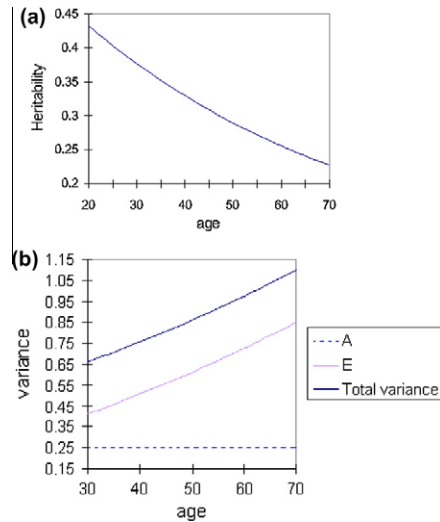 (a)
0.45
0.4
0.35
0.3
0.25
0.2
Heritability
20 30 40 50 60 70
age
(b)
1.15
1.05
0.95
0.85
0.75
0.65
0.55
0.45
0.35
0.25
0.15
variance
30 40 50 60 70
age
A
E
Total variance